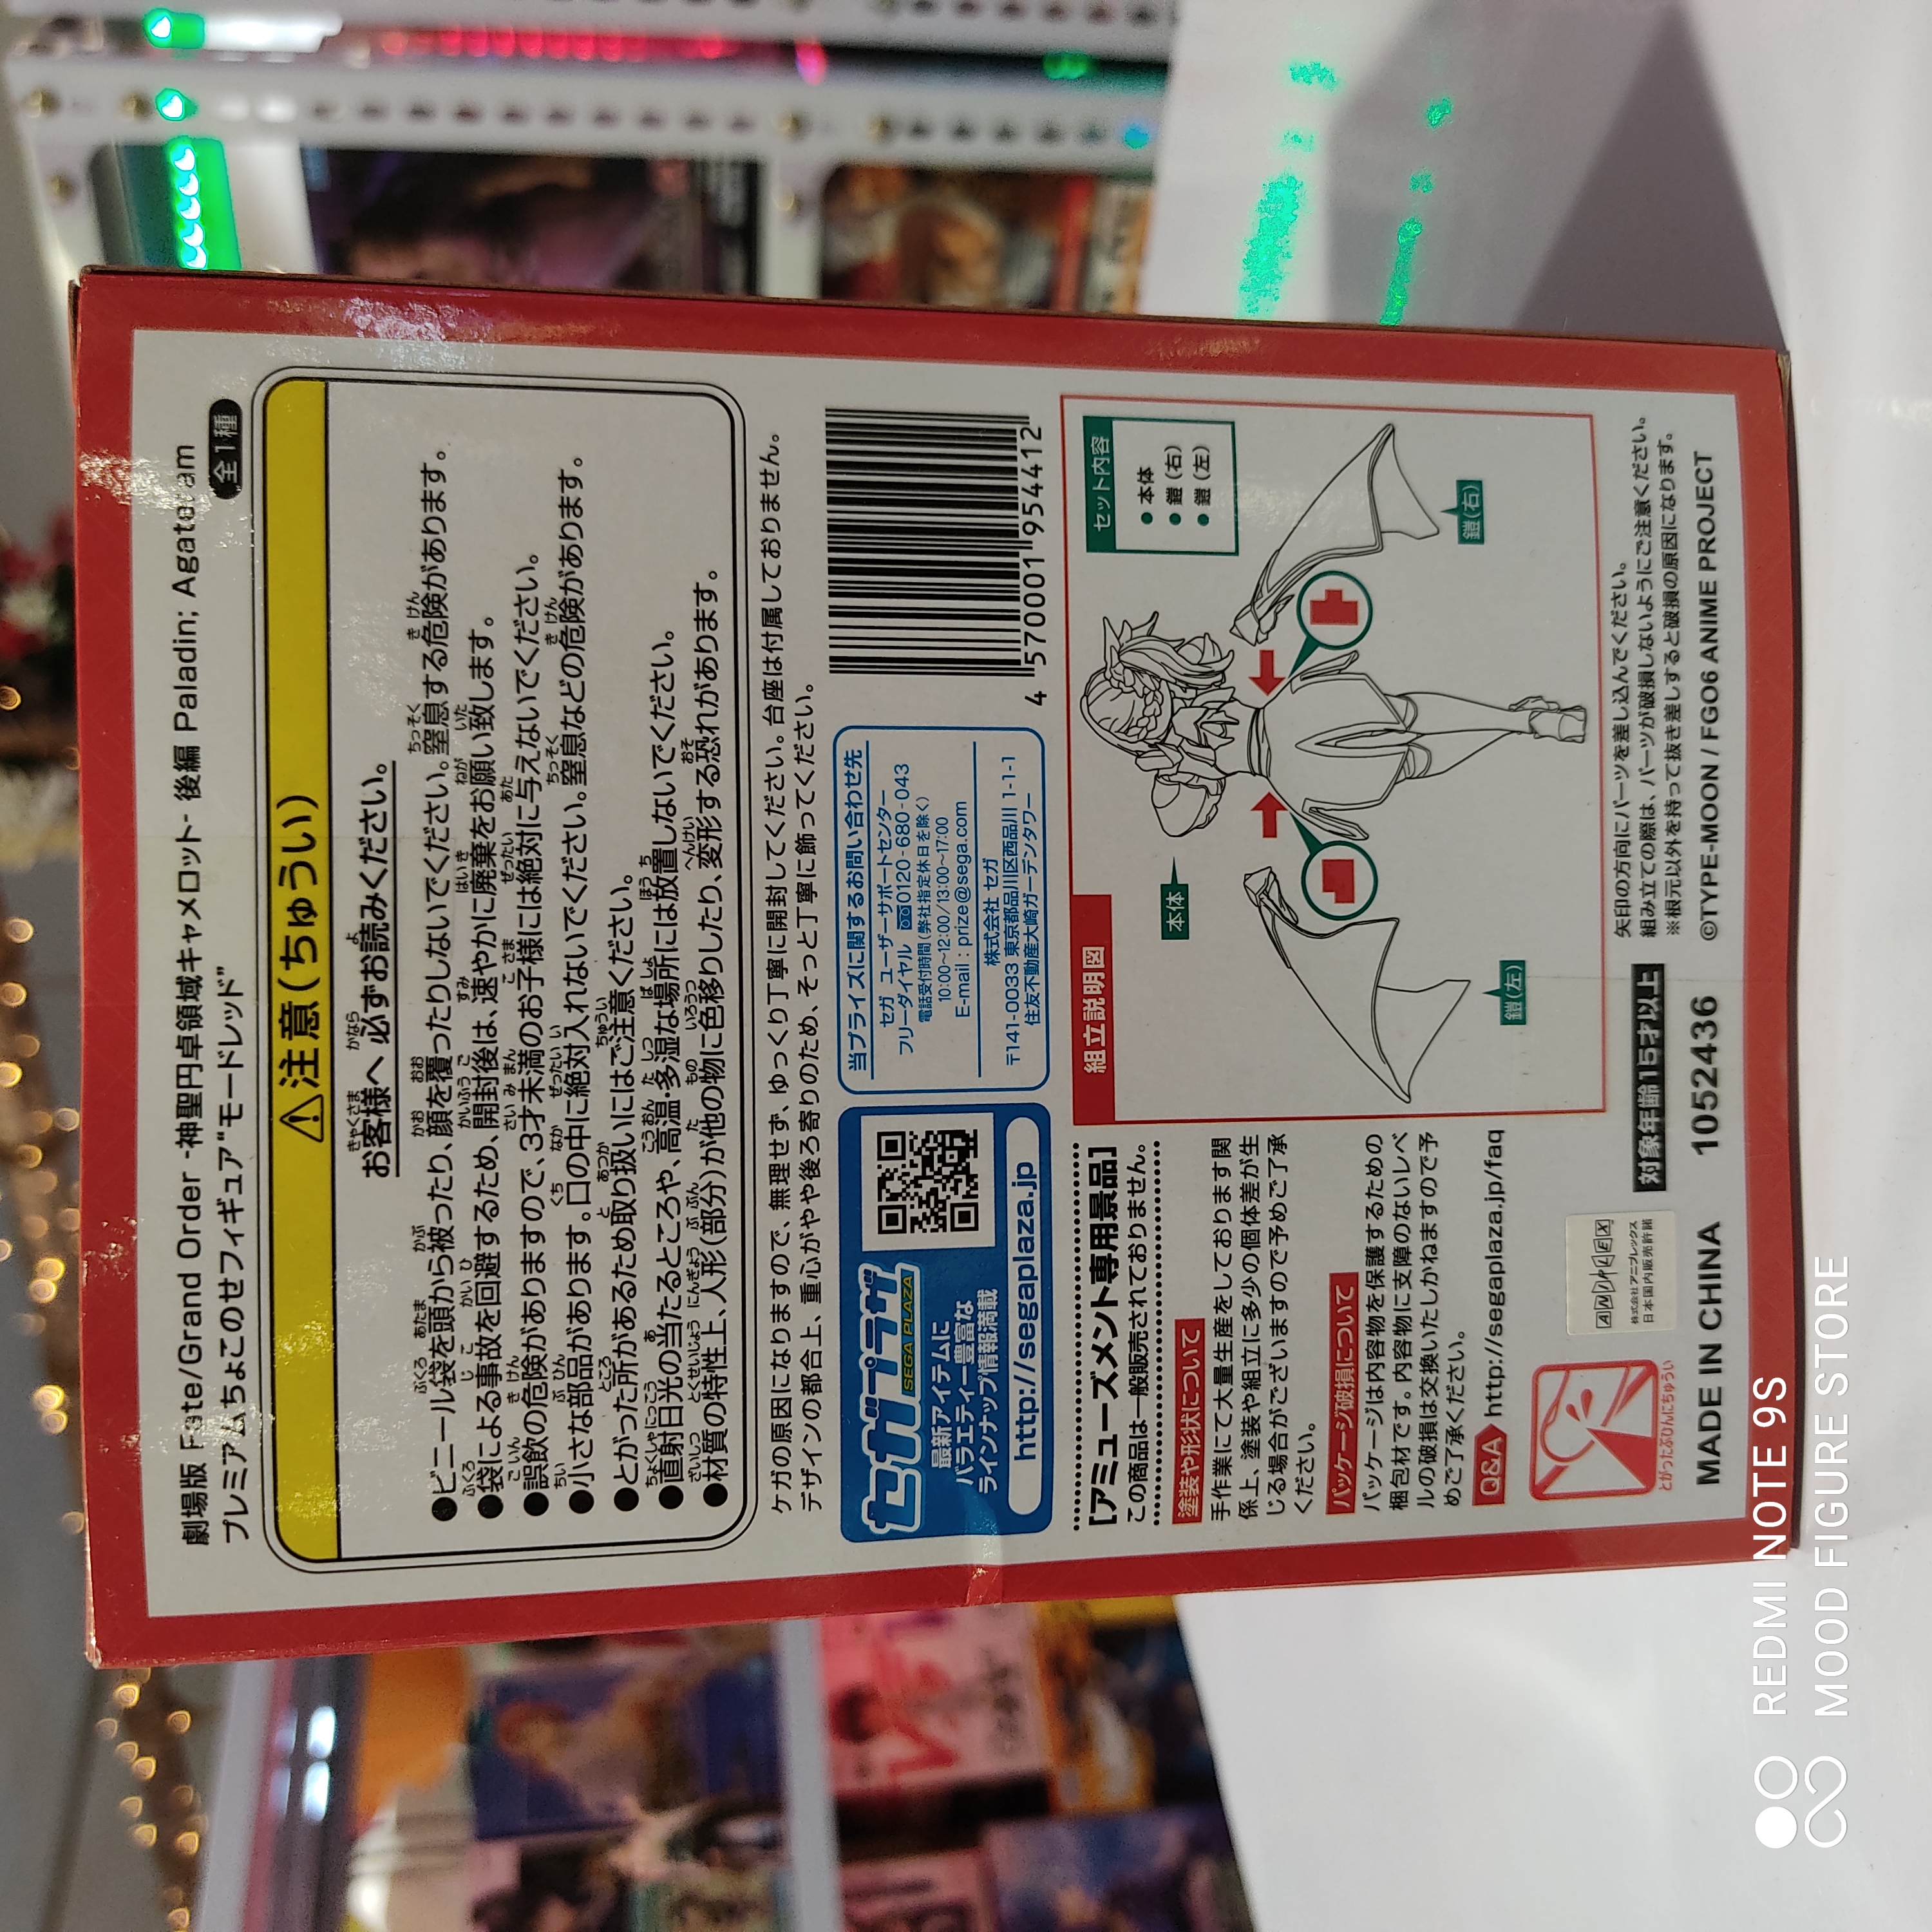 劇場版 Fate/Grand Order -神聖円卓領域キャメロット- 後編 Paladin; Agateram
プレミアムちょこのせフィギュア“モードレッド”
全1種
⚠注意(ちゅうい)
お客様へ 必ずお読みください。
●ビニール袋を頭から被ったり、顔を覆ったりしないでください。窒息する危険があります。
●袋による事故を回避するため、開封後は、速やかに廃棄をお願い致します。
●誤飲の危険がありますので、3才未満のお子様には絶対に与えないでください。
●小さな部品があります。口の中に絶対入れないでください。窒息などの危険があります。
●とがった所があるため取り扱いにはご注意ください。
●直射日光の当たるところや、高温・多湿な場所には放置しないでください。
●材質の特性上、人形(部分)が他の物に色移りしたり、変形する恐れがあります。
ケガの原因になりますので、無理せず、ゆっくり丁寧に開封してください。台座は付属しておりません。
デザインの都合上、重心がやや後ろ寄りのため、そっと丁寧に飾ってください。
セガプラザ
SEGA PLAZA
最新アイテムに
バラエティー豊富な
ラインナップ情報満載
http://segaplaza.jp
当プライズに関するお問い合わせ先
セガ ユーザーサポートセンター
フリーダイヤル 0120-680-043
電話受付時間(弊社指定休日を除く)
10:00~12:00/13:00~17:00
E-mail : prize@sega.com
株式会社 セガ
〒141-0033 東京都品川区西品川 1-1-1
住友不動産大崎ガーデンタワー
4 570001 954412
[アミューズメント専用景品]
この商品は一般販売されておりません。
塗装や形状について
手作業にて大量生産をしております関
係上、塗装や組立に多少の個体差が生
じる場合がございますので予めご了承
ください。
パッケージ破損について
パッケージは内容物を保護するための
梱包材です。内容物に支障のないレベ
ルの破損は交換いたしかねますので予
めご了承ください。
Q&A http://segaplaza.jp/faq
組立説明図
セット内容
●本体
●鎧(右)
●鎧(左)
本体
鎧(右)
鎧(左)
とがったぶひんにちゅうい
ANIPLEX
株式会社アニプレックス
日本国内販売許諾
対象年齢15才以上
矢印の方向にパーツを差し込んでください。
組み立ての際は、パーツが破損しないようにご注意ください。
※根元以外を持って抜き差しすると破損の原因になります。
MADE IN CHINA 1052436 ©TYPE-MOON / FGO6 ANIME PROJECT
REDMI NOTE 9S
MOOD FIGURE STORE